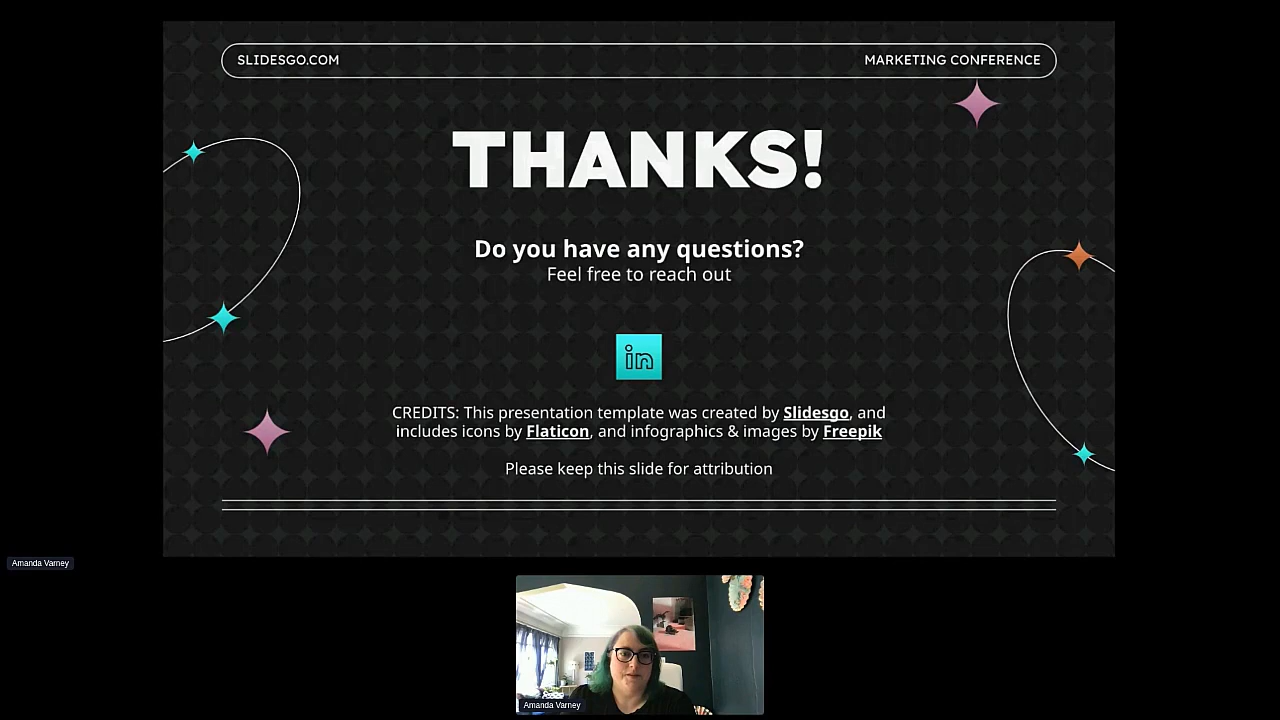 SLIDESGO.COM
MARKETING CONFERENCE
THANKS!
Do you have any questions?
Feel free to reach out
in
CREDITS: This presentation template was created by Slidesgo, and
includes icons by Flaticon, and infographics & images by Freepik
Please keep this slide for attribution
Amanda Varney
Amanda Varney